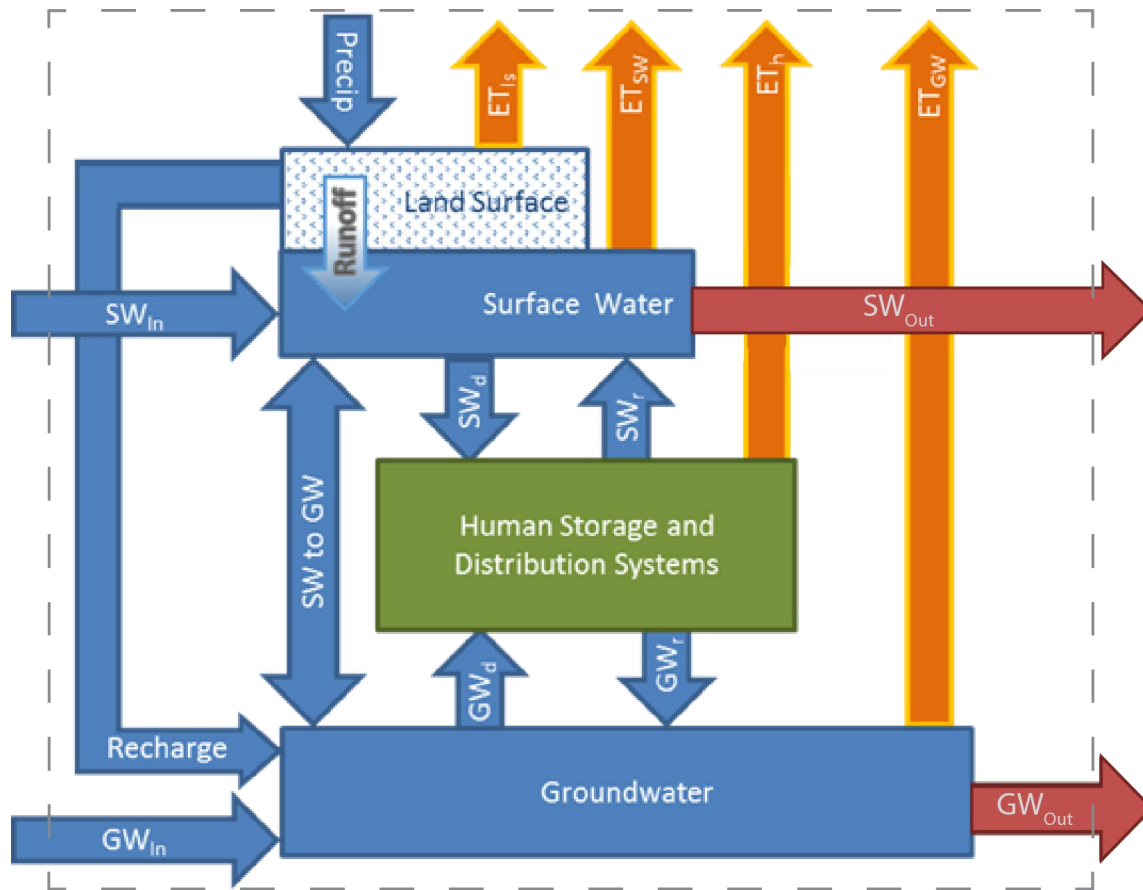 Precip
ET_ls
ET_SW
ET_h
ET_GW
Land Surface
Runoff
SW_In
Surface Water
SW_Out
SW_d
SW_r
SW to GW
Human Storage and
Distribution Systems
GW_d
GW_r
Recharge
Groundwater
GW_In
GW_Out